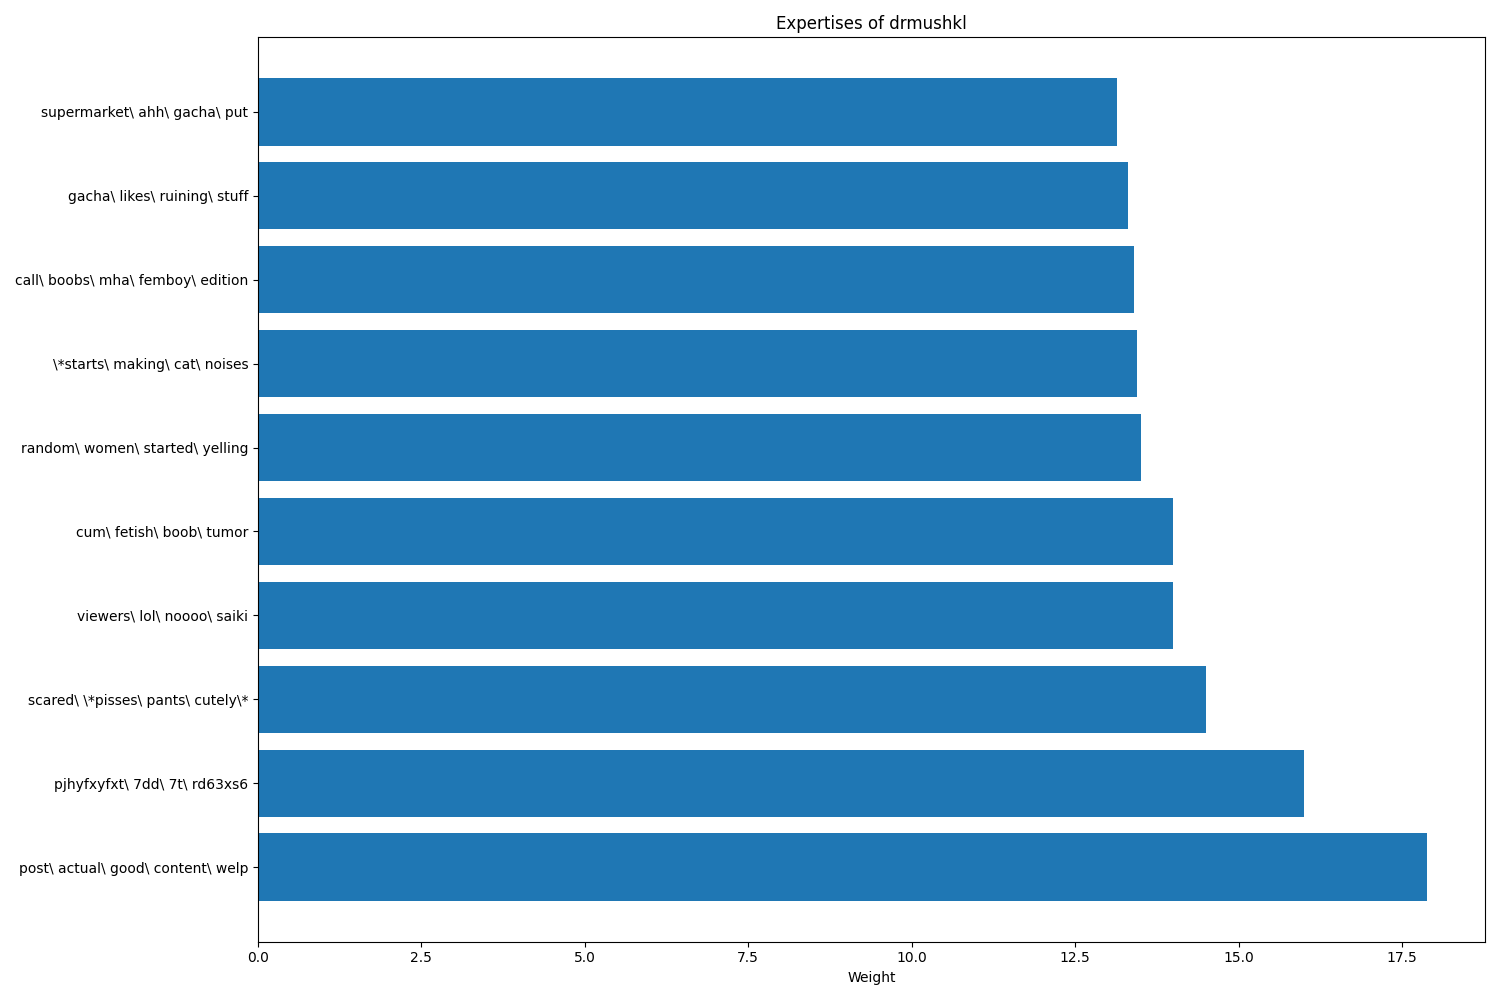 Expertises of drmushkl
supermarket\ ahh\ gacha\ put
gacha\ likes\ ruining\ stuff
call\ boobs\ mha\ femboy\ edition
\*starts\ making\ cat\ noises
random\ women\ started\ yelling
cum\ fetish\ boob\ tumor
viewers\ lol\ noooo\ saiki
scared\ \*pisses\ pants\ cutely\*
pjhyfxyfxt\ 7dd\ 7t\ rd63xs6
post\ actual\ good\ content\ welp
0.0 2.5 5.0 7.5 10.0 12.5 15.0 17.5
Weight